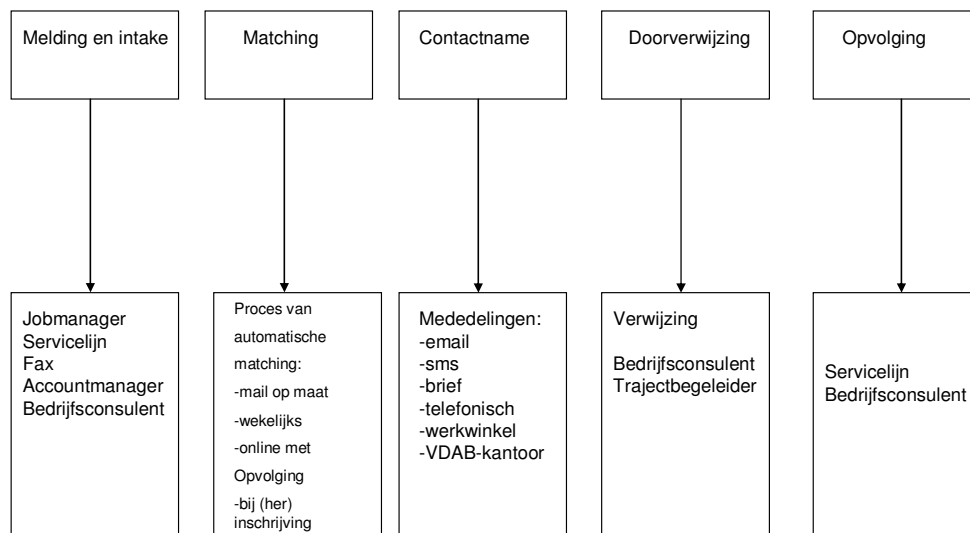 Melding en intake
Matching
Contactname
Doorverwijzing
Opvolging
Jobmanager
Servicelijn
Fax
Accountmanager
Bedrijfsconsulent
Proces van
automatische
matching:
-mail op maat
-wekelijks
-online met
Opvolging
-bij (her)
inschrijving
Mededelingen:
-email
-sms
-brief
-telefonisch
-werkwinkel
-VDAB-kantoor
Verwijzing
Bedrijfsconsulent
Trajectbegeleider
Servicelijn
Bedrijfsconsulent